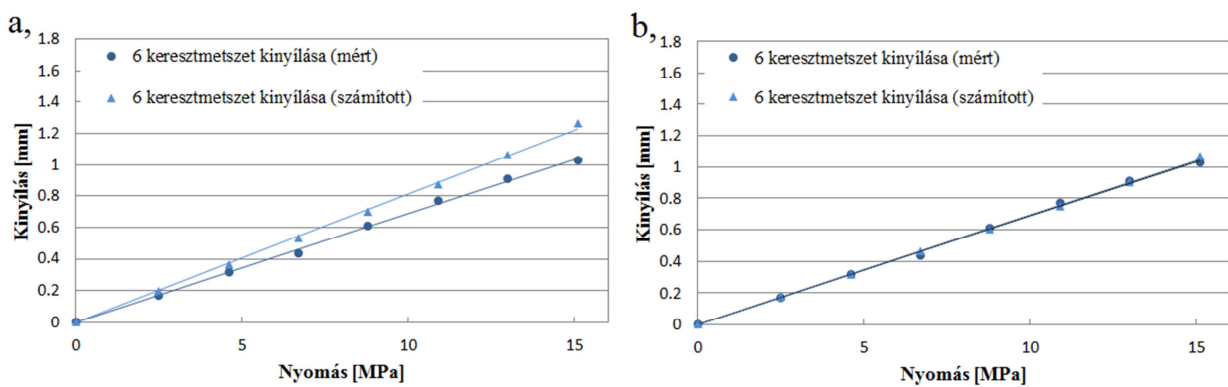 a,
1.8
1.6
1.4
1.2
1
0.8
0.6
0.4
0.2
0
Kinyílás [mm]
6 keresztmetszet kinyílása (mért)
6 keresztmetszet kinyílása (számított)
0 5 10 15
Nyomás [MPa]
b,
1.8
1.6
1.4
1.2
1
0.8
0.6
0.4
0.2
0
Kinyílás [mm]
6 keresztmetszet kinyílása (mért)
6 keresztmetszet kinyílása (számított)
0 5 10 15
Nyomás [MPa]